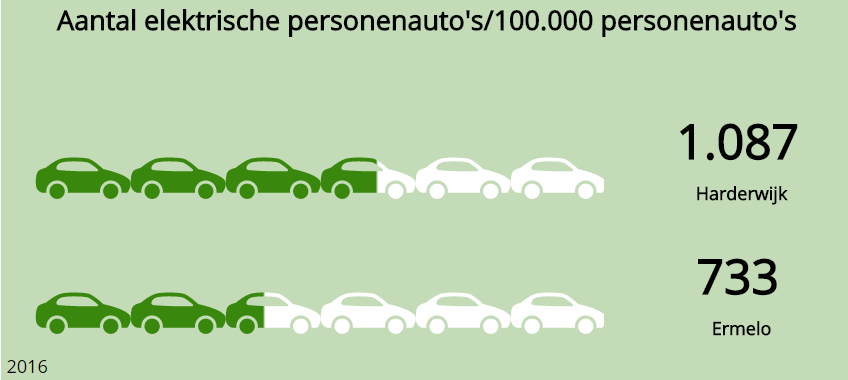 Aantal elektrische personenauto's/100.000 personenauto's
1.087
Harderwijk
733
Ermelo
2016